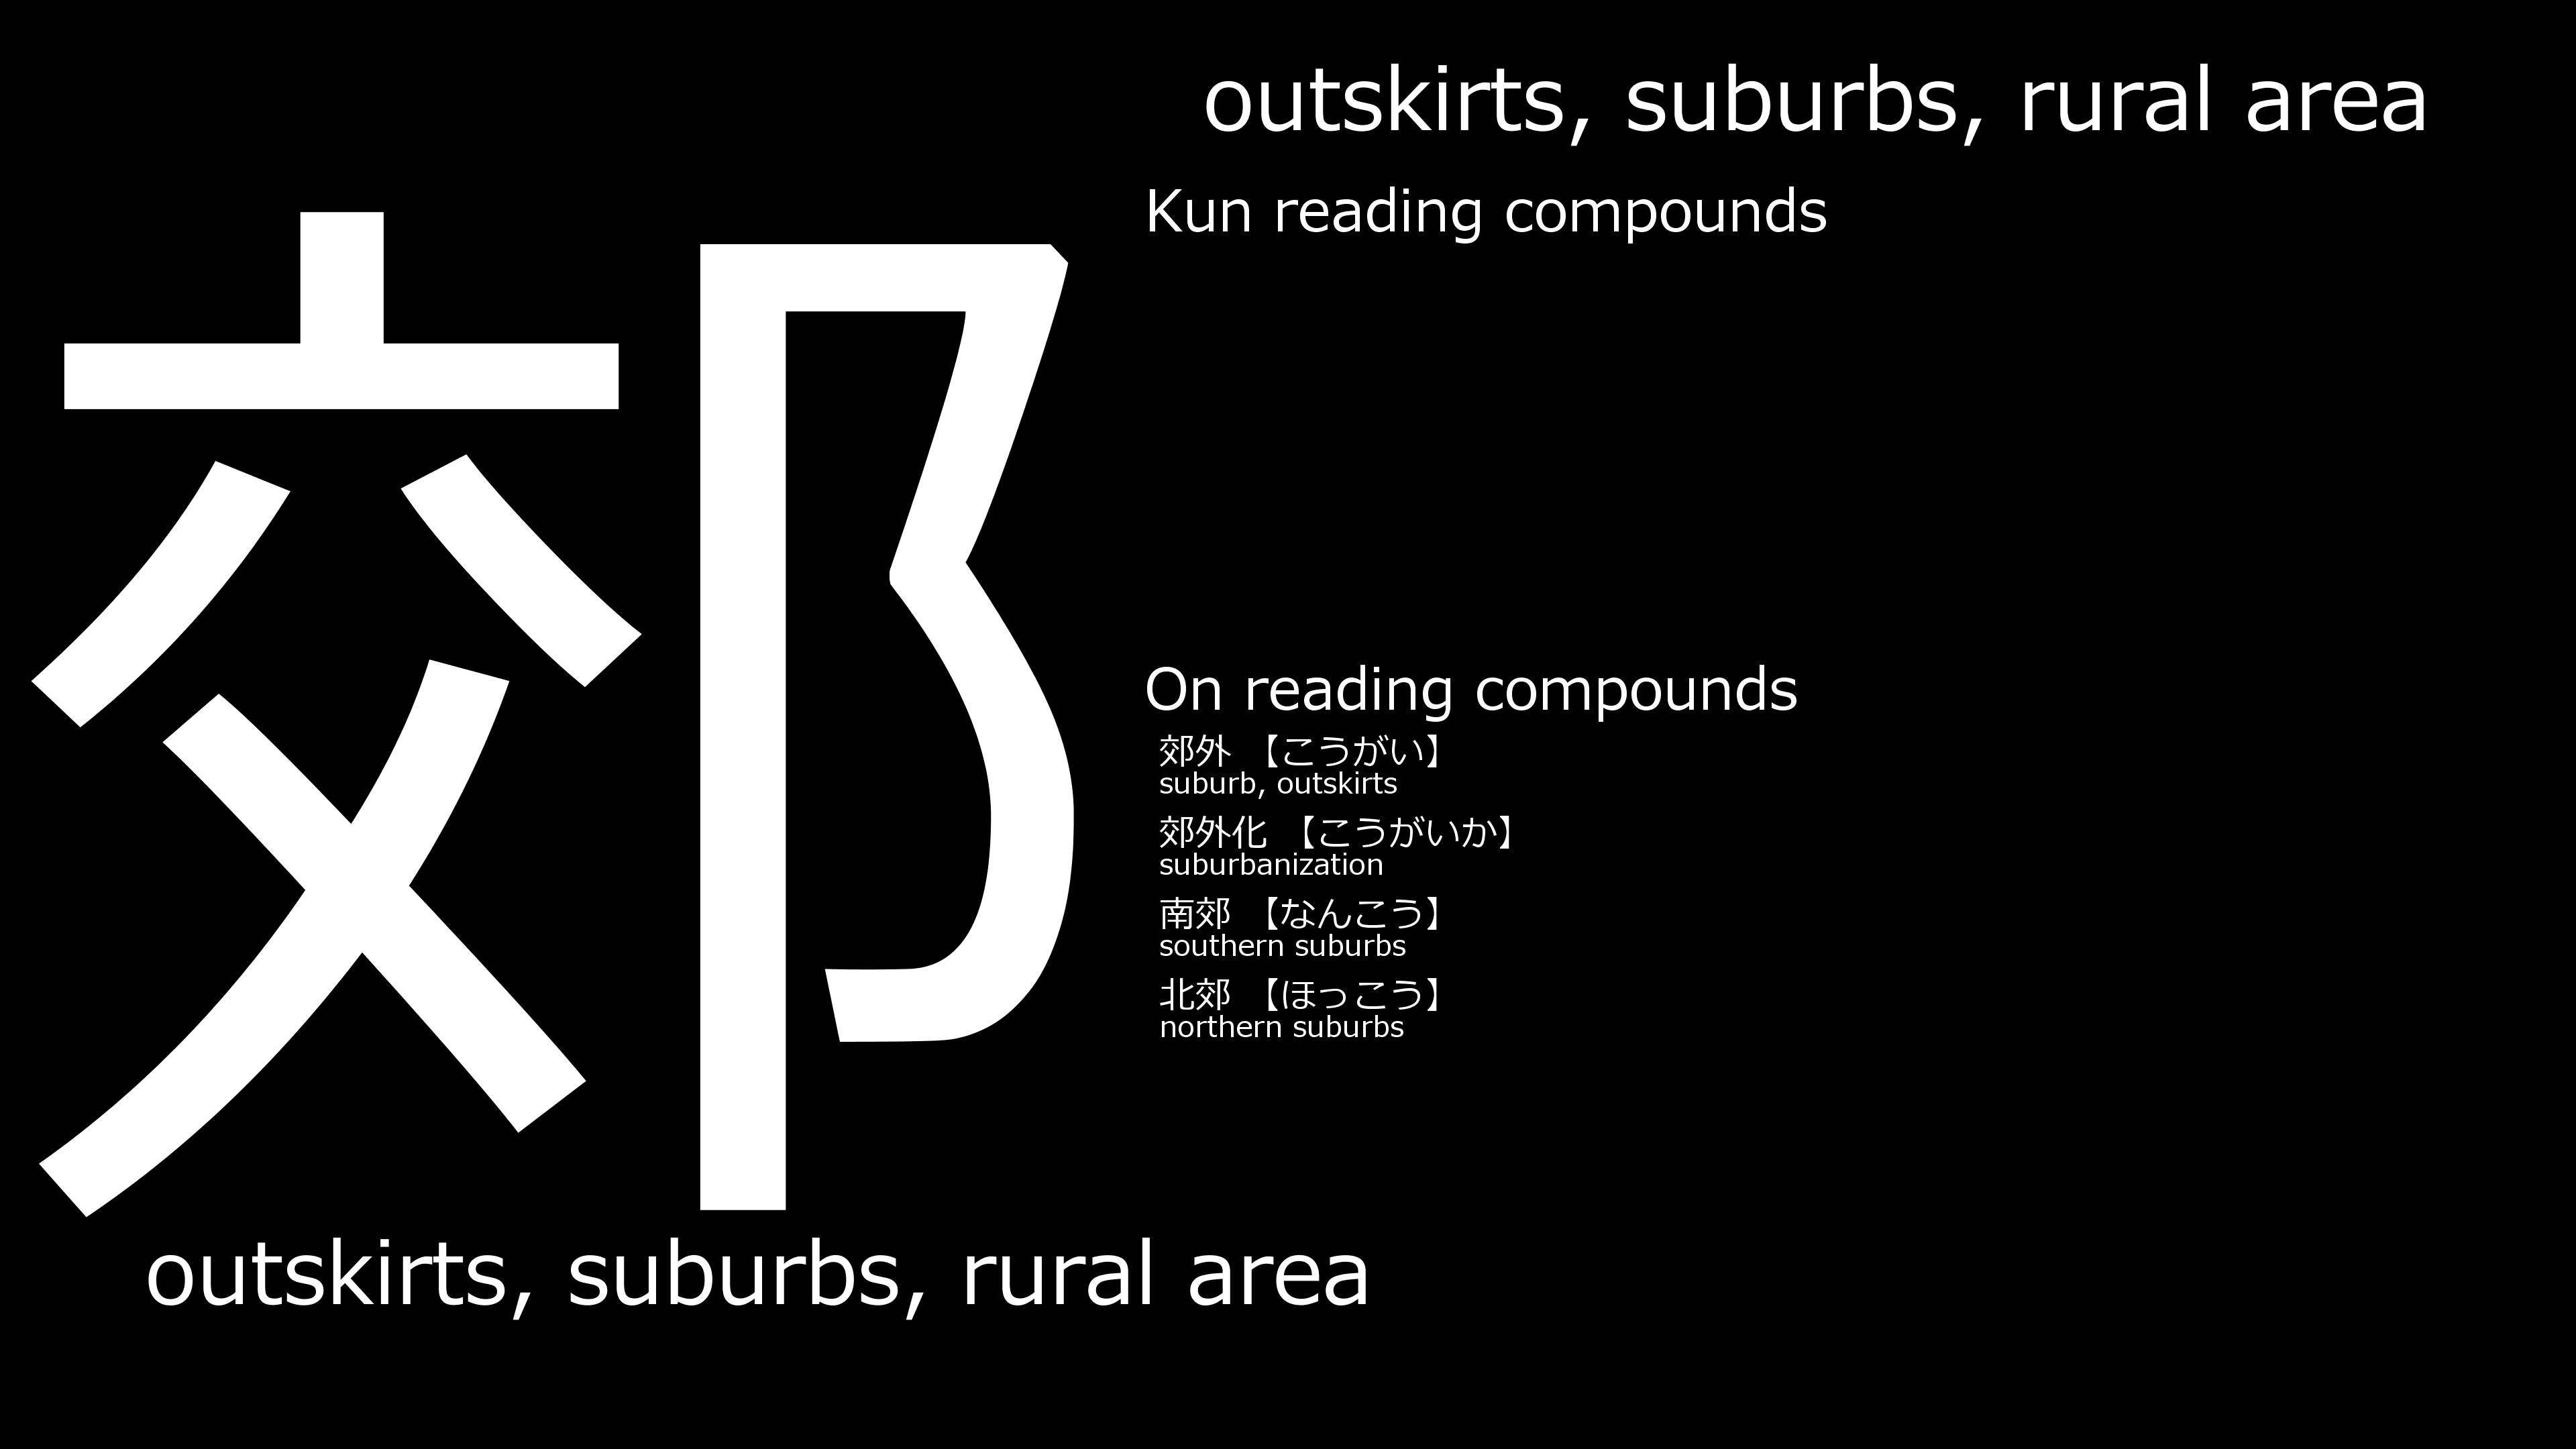 郊
outskirts, suburbs, rural area
outskirts, suburbs, rural area
Kun reading compounds
On reading compounds
郊外 【こうがい】
suburb, outskirts
郊外化 【こうがいか】
suburbanization
南郊 【なんこう】
southern suburbs
北郊 【ほっこう】
northern suburbs